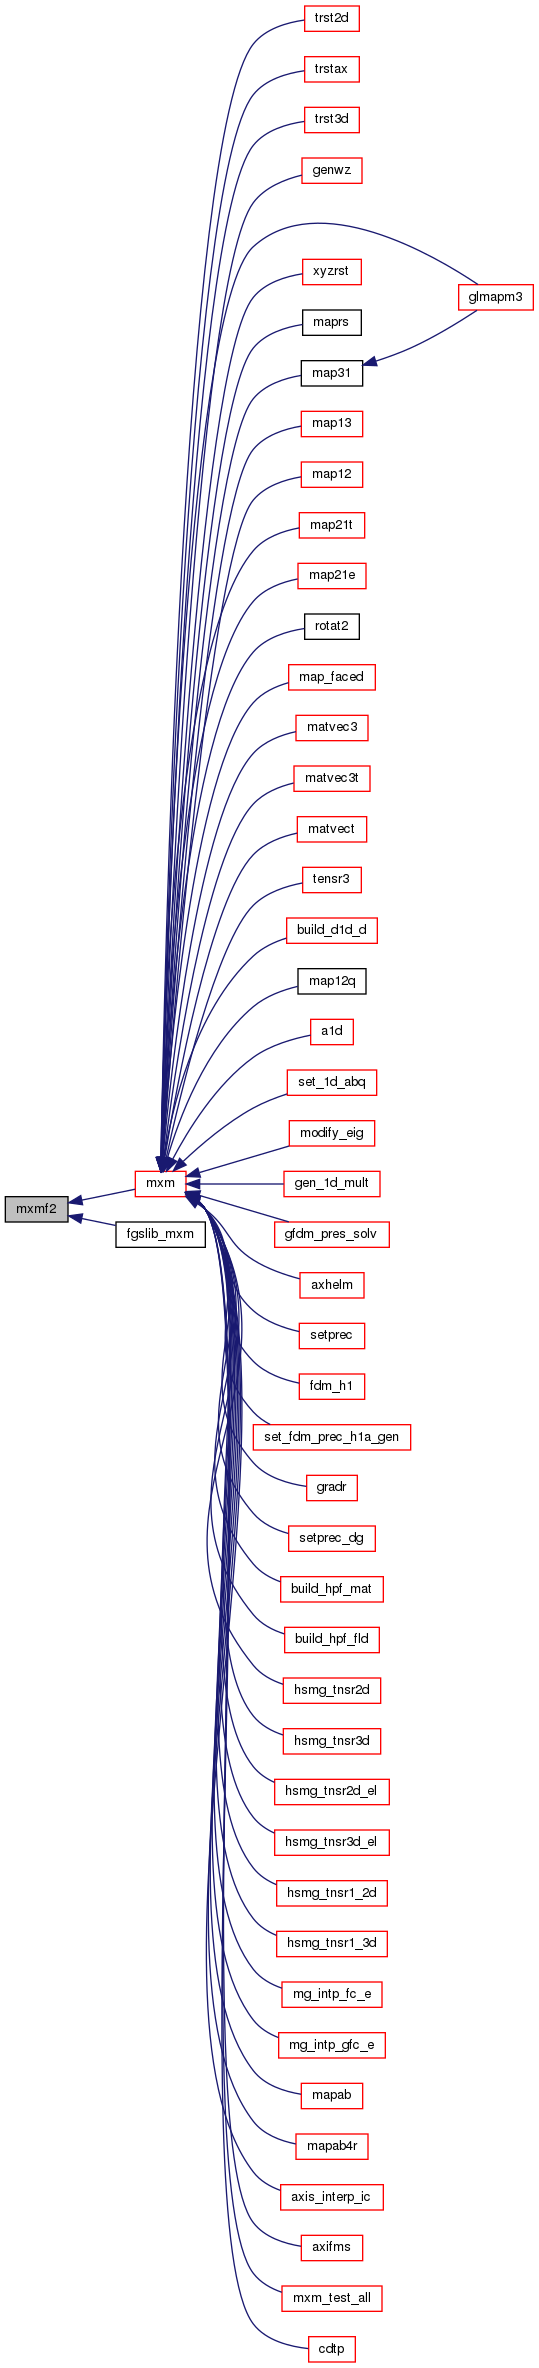 trst2d
trstax
trst3d
genwz
xyzrst
glmapm3
maprs
map31
map13
map12
map21t
map21e
rotat2
map_faced
matvec3
matvec3t
matvect
tensr3
build_d1d_d
map12q
a1d
set_1d_abq
modify_eig
mxm
gen_1d_mult
mxmf2
fgslib_mxm
gfdm_pres_solv
axhelm
setprec
fdm_h1
set_fdm_prec_h1a_gen
gradr
setprec_dg
build_hpf_mat
build_hpf_fld
hsmg_tnsr2d
hsmg_tnsr3d
hsmg_tnsr2d_el
hsmg_tnsr3d_el
hsmg_tnsr1_2d
hsmg_tnsr1_3d
mg_intp_fc_e
mg_intp_gfc_e
mapab
mapab4r
axis_interp_ic
axifms
mxm_test_all
cdtp